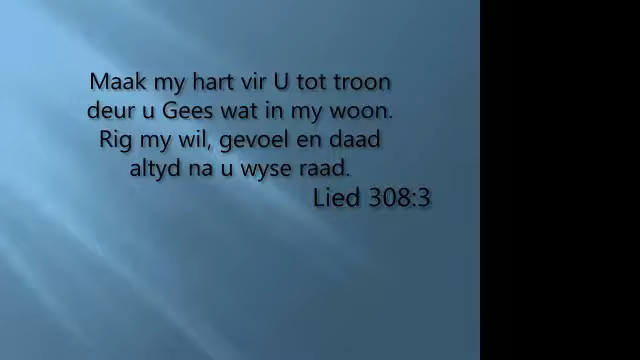 Maak my hart vir U tot troon
deur u Gees wat in my woon.
Rig my wil, gevoel en daad
altyd na u wyse raad.
Lied 308:3